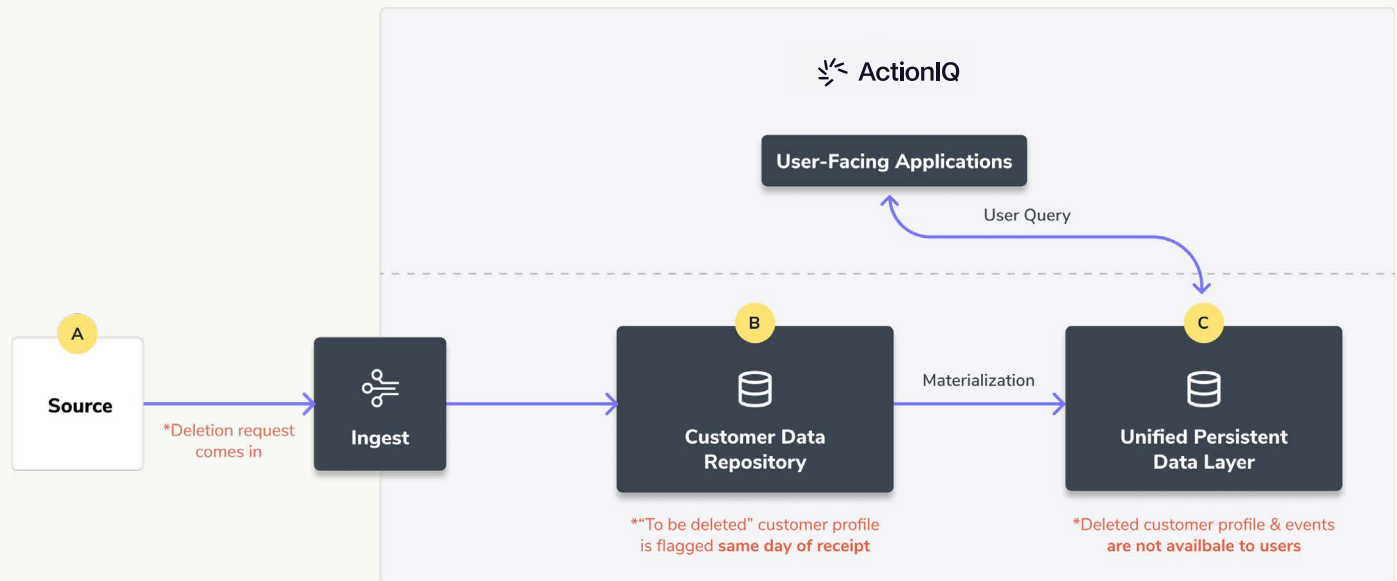 ActionIQ
User-Facing Applications
User Query
A
B
C
Source
*Deletion request
comes in
Ingest
Customer Data
Repository
Materialization
Unified Persistent
Data Layer
*“To be deleted” customer profile
is flagged same day of receipt
*Deleted customer profile & events
are not availbale to users